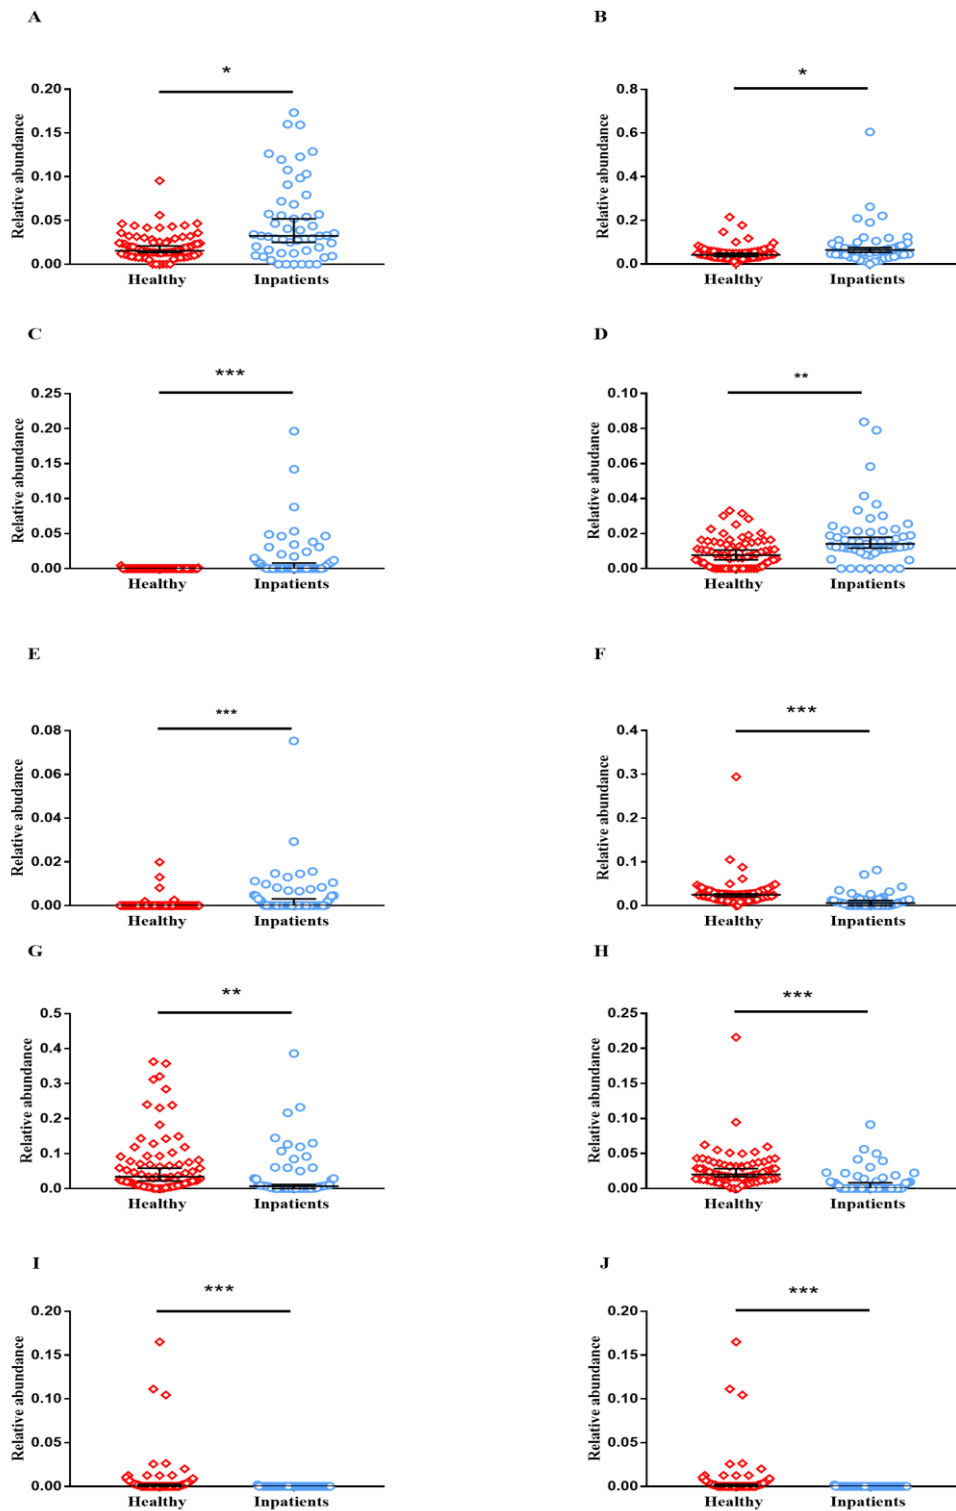 A
*
Relative abundance
0.20
0.15
0.10
0.05
0.00
Healthy
Inpatients
B
*
Relative abundance
0.8
0.6
0.4
0.2
0.0
Healthy
Inpatients
C
***
Relative abudance
0.25
0.20
0.15
0.10
0.05
0.00
Healthy
Inpatients
D
**
Relative abundance
0.10
0.08
0.06
0.04
0.02
0.00
Healthy
Inpatients
E
***
Relative abudance
0.08
0.06
0.04
0.02
0.00
Healthy
Inpatients
F
***
Relative abundance
0.4
0.3
0.2
0.1
0.0
Healthy
Inpatients
G
**
Relative abundance
0.5
0.4
0.3
0.2
0.1
0.0
Healthy
Inpatients
H
***
Relative abundance
0.25
0.20
0.15
0.10
0.05
0.00
Healthy
Inpatients
I
***
Relative abundance
0.20
0.15
0.10
0.05
0.00
Healthy
Inpatients
J
***
Relative abundance
0.20
0.15
0.10
0.05
0.00
Healthy
Inpatients